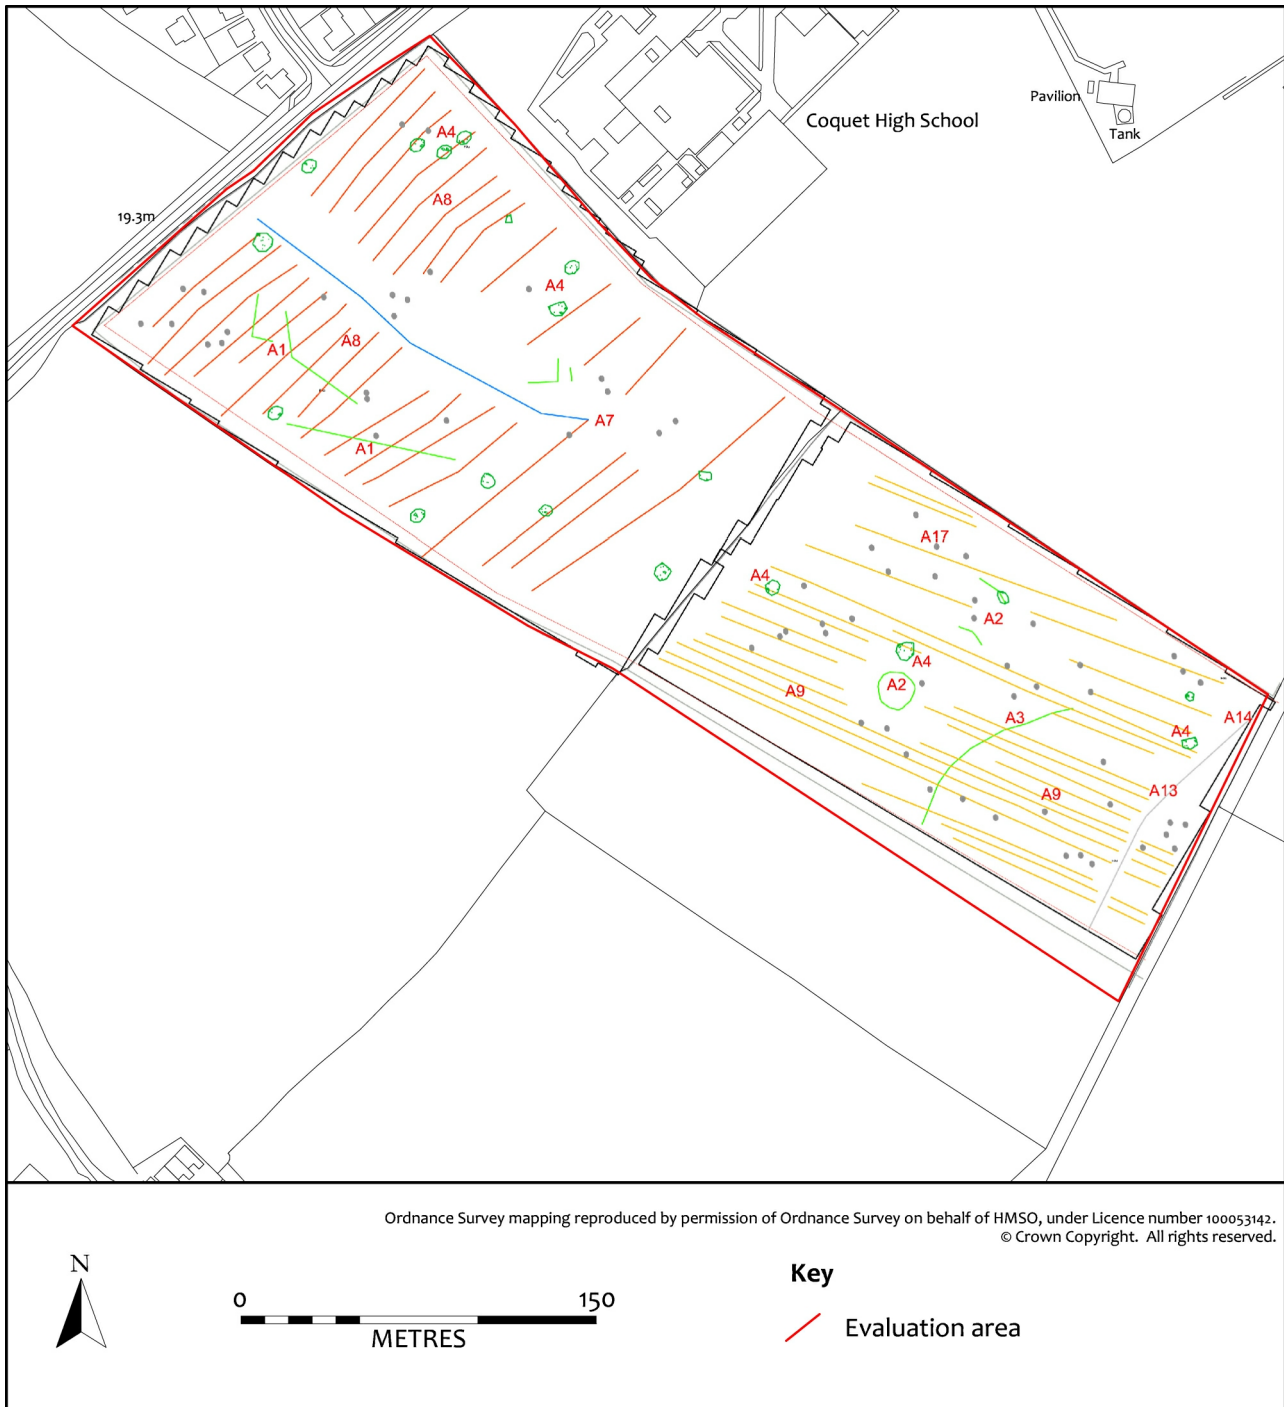 Coquet High School
Pavilion
Tank
19.3m
A4
A8
A4
A1
A8
A7
A1
A17
A4
A2
A4
A2
A9
A3
A14
A4
A13
A9
Ordnance Survey mapping reproduced by permission of Ordnance Survey on behalf of HMSO, under Licence number 100053142.
© Crown Copyright. All rights reserved.
N
0 150
METRES
Key
Evaluation area